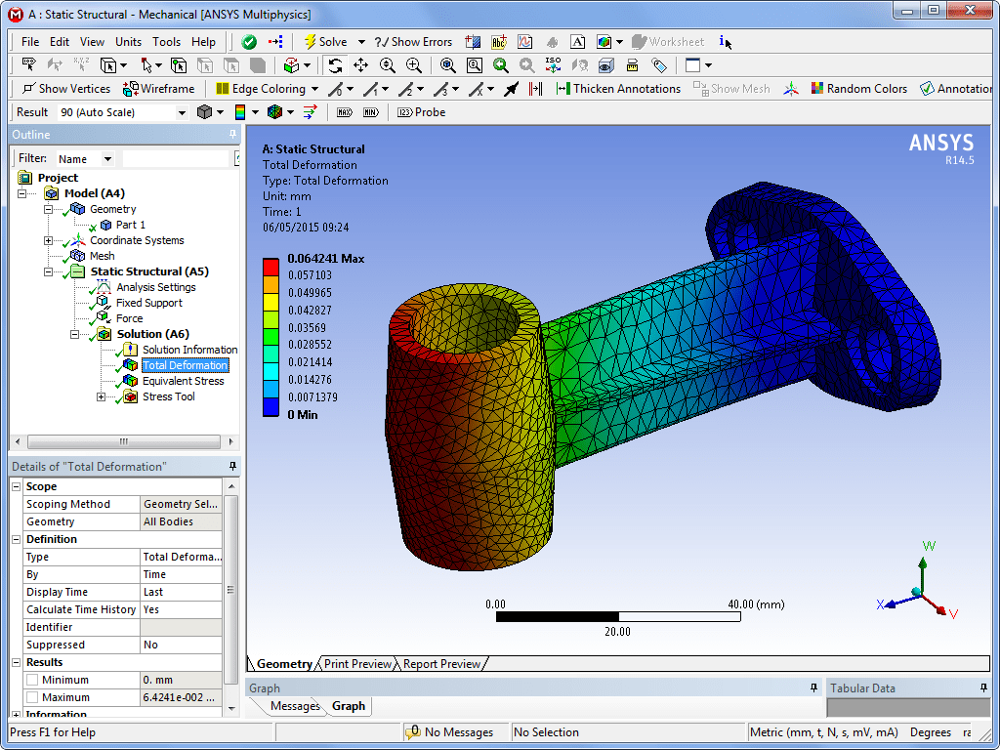 A : Static Structural - Mechanical [ANSYS Multiphysics]
File Edit View Units Tools Help Solve ?/ Show Errors Worksheet
Show Vertices Wireframe Edge Coloring Thicken Annotations Show Mesh Random Colors Annotation
Result 90 (Auto Scale) MAX MIN Probe
Outline
Filter: Name
Project
Model (A4)
Geometry
Part 1
Coordinate Systems
Mesh
Static Structural (A5)
Analysis Settings
Fixed Support
Force
Solution (A6)
Solution Information
Total Deformation
Equivalent Stress
Stress Tool
Details of "Total Deformation"
Scope
Scoping Method Geometry Sel...
Geometry All Bodies
Definition
Type Total Deforma...
By Time
Display Time Last
Calculate Time History Yes
Identifier
Suppressed No
Results
Minimum 0. mm
Maximum 6.4241e-002 ...
Information
A: Static Structural
Total Deformation
Type: Total Deformation
Unit: mm
Time: 1
06/05/2015 09:24
0.064241 Max
0.057103
0.049965
0.042827
0.03569
0.028552
0.021414
0.014276
0.0071379
0 Min
ANSYS
R14.5
W
X
V
0.00 40.00 (mm)
20.00
Geometry Print Preview Report Preview
Graph
Messages Graph
Tabular Data
Press F1 for Help 0 No Messages No Selection Metric (mm, t, N, s, mV, mA) Degrees ra